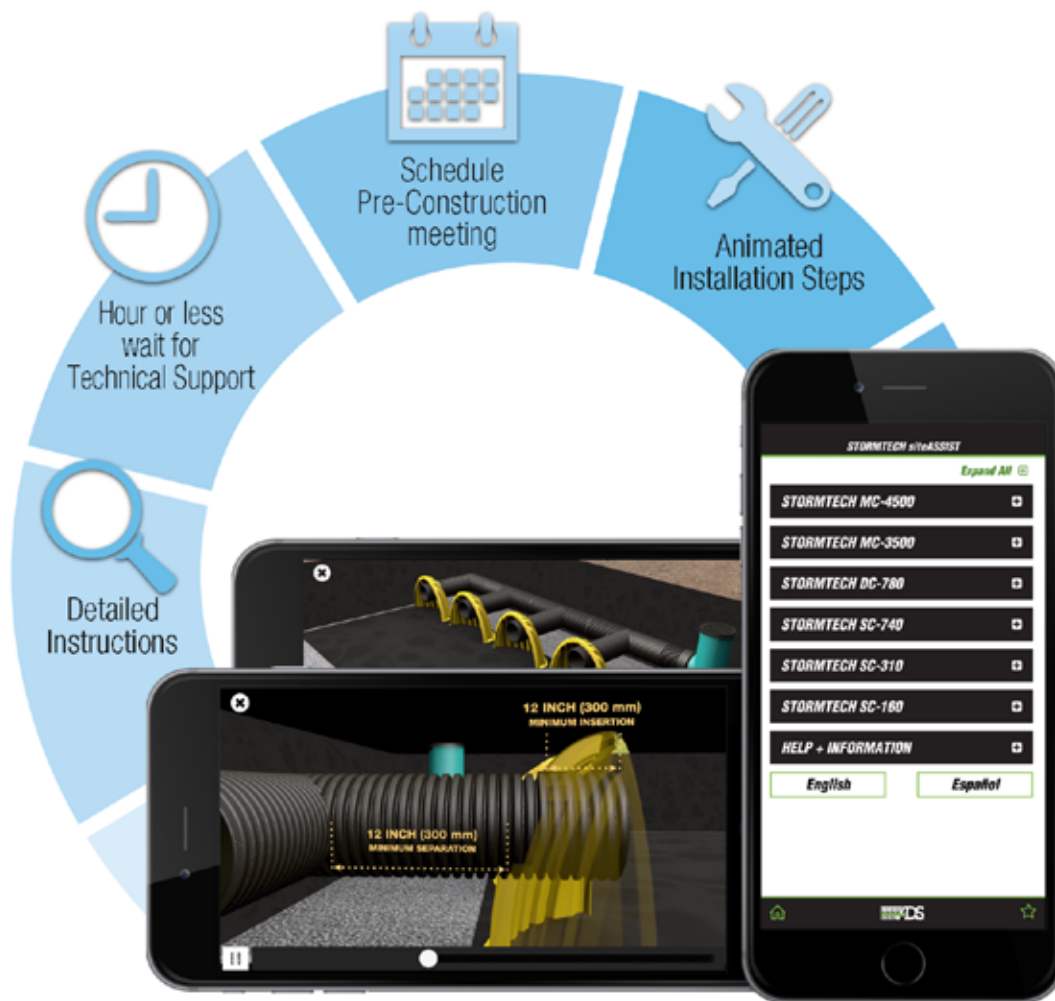 Schedule
Pre-Construction
meeting
Animated
Installation Steps
Hour or less
wait for
Technical Support
Detailed
Instructions
STORMTECH siteASSIST
Expand All
STORMTECH MC-4500
STORMTECH MC-3500
STORMTECH DC-780
STORMTECH SC-740
STORMTECH SC-310
STORMTECH SC-160
HELP + INFORMATION
English
Español
ADS
12 INCH (300 mm)
MINIMUM INSERTION
12 INCH (300 mm)
MINIMUM SEPARATION